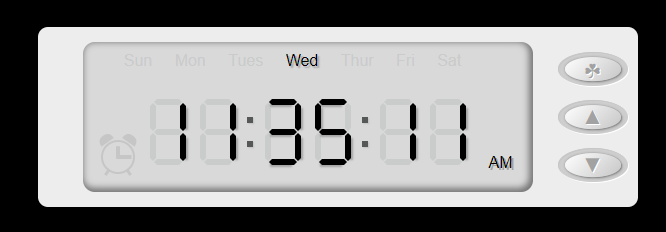 Sun Mon Tues Wed Thur Fri Sat
11:35:11 AM